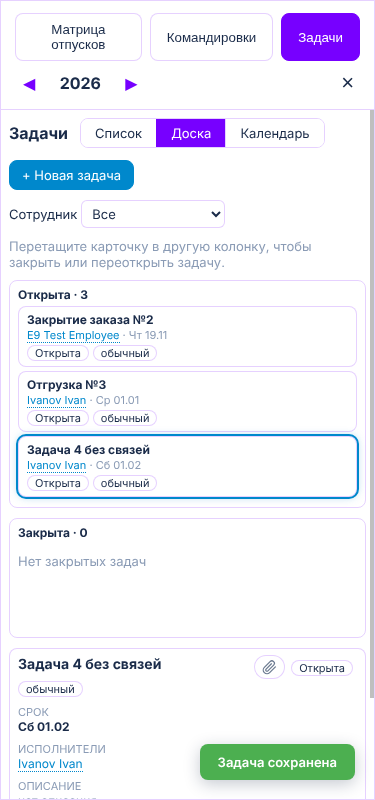 Матрица
отпусков
Командировки
Задачи
◀ 2026 ▶ ×
Задачи
Список
Доска
Календарь
+ Новая задача
Сотрудник Все
Перетащите карточку в другую колонку, чтобы
закрыть или переоткрыть задачу.
Открыта · 3
Закрытие заказа №2
E9 Test Employee · Чт 19.11
Открыта обычный
Отгрузка №3
Ivanov Ivan · Ср 01.01
Открыта обычный
Задача 4 без связей
Ivanov Ivan · Сб 01.02
Открыта обычный
Закрыта · 0
Нет закрытых задач
Задача 4 без связей
Открыта
обычный
СРОК
Сб 01.02
ИСПОЛНИТЕЛИ
Ivanov Ivan
Задача сохранена
ОПИСАНИЕ